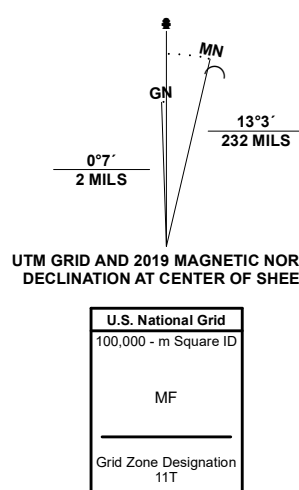 MN
GN
13°3´
232 MILS
0°7´
2 MILS
UTM GRID AND 2019 MAGNETIC NOR
DECLINATION AT CENTER OF SHEE
U.S. National Grid
100,000 - m Square ID
MF
Grid Zone Designation
11T